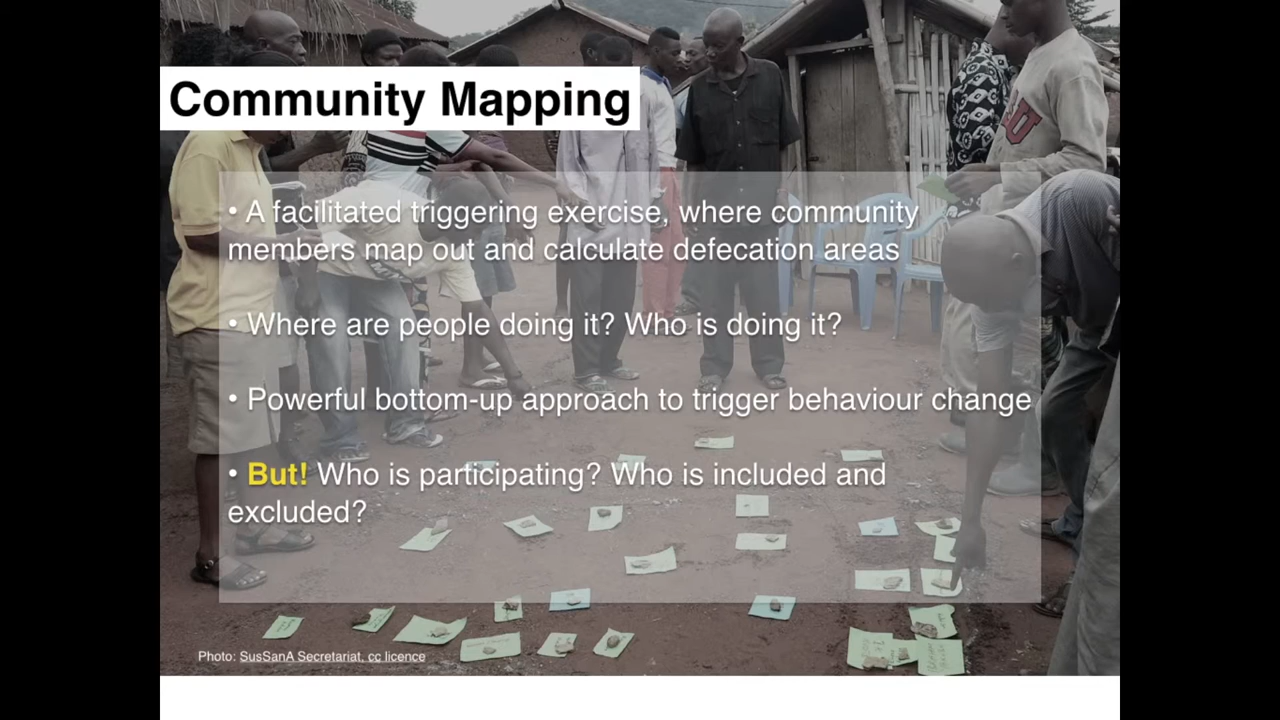 Community Mapping
• A facilitated triggering exercise, where community
members map out and calculate defecation areas
• Where are people doing it? Who is doing it?
• Powerful bottom-up approach to trigger behaviour change
• But! Who is participating? Who is included and
excluded?
Photo: SusSanA Secretariat, cc licence